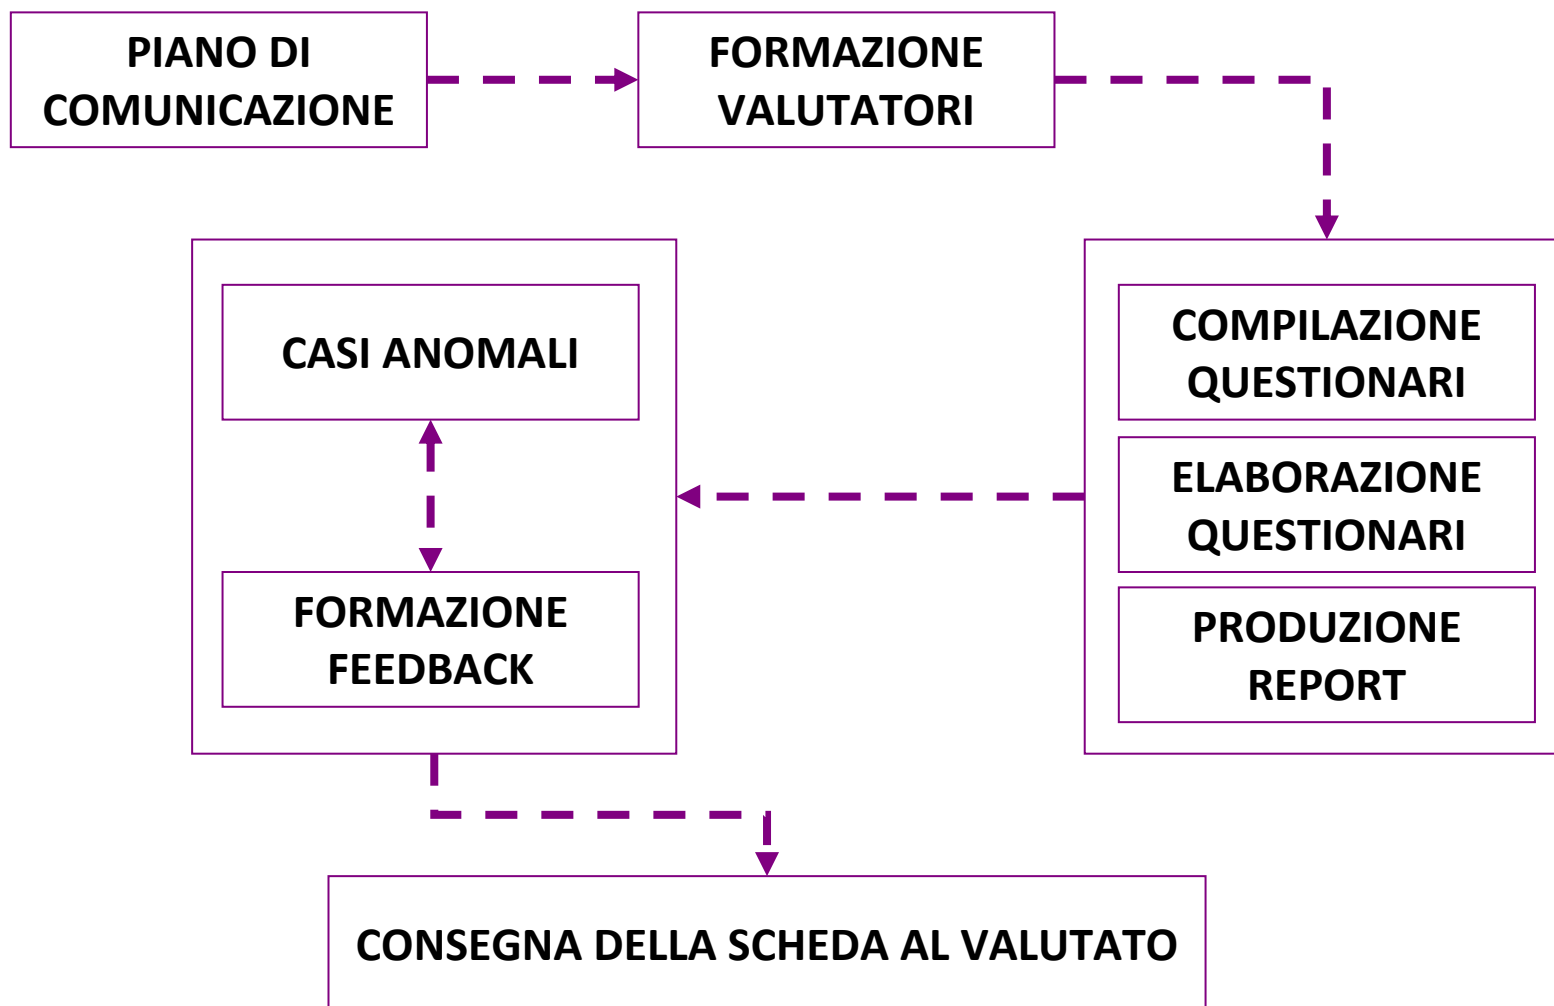 PIANO DI
COMUNICAZIONE
FORMAZIONE
VALUTATORI
CASI ANOMALI
FORMAZIONE
FEEDBACK
COMPILAZIONE
QUESTIONARI
ELABORAZIONE
QUESTIONARI
PRODUZIONE
REPORT
CONSEGNA DELLA SCHEDA AL VALUTATO